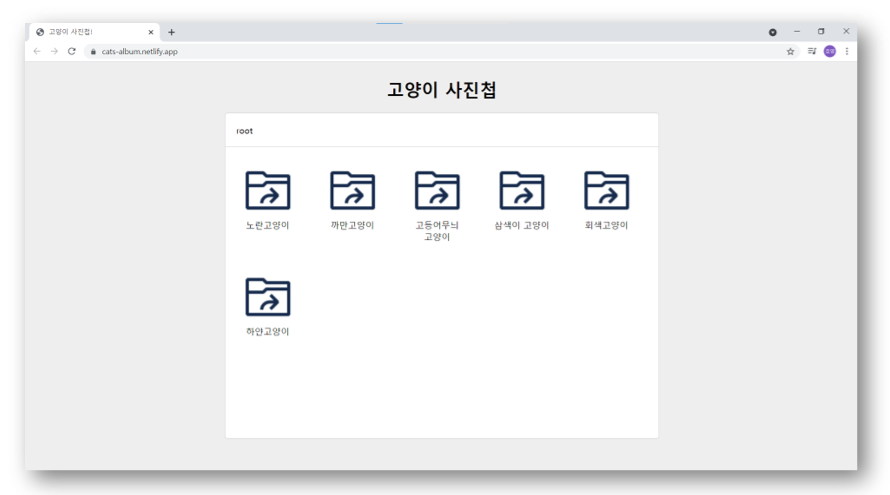 고양이 사진첩!
cats-album.netlify.app
고양이 사진첩
root
노란고양이
까만고양이
고등어무늬
고양이
삼색이 고양이
회색고양이
하얀고양이